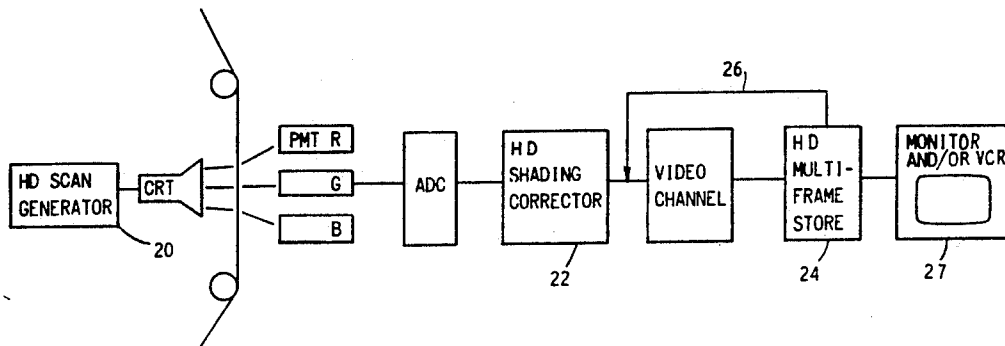 HD SCAN
GENERATOR
20
CRT
PMT R
G
B
ADC
HD
SHADING
CORRECTOR
22
26
VIDEO
CHANNEL
HD
MULTI-
FRAME
STORE
24
MONITOR
AND/OR VCR
27